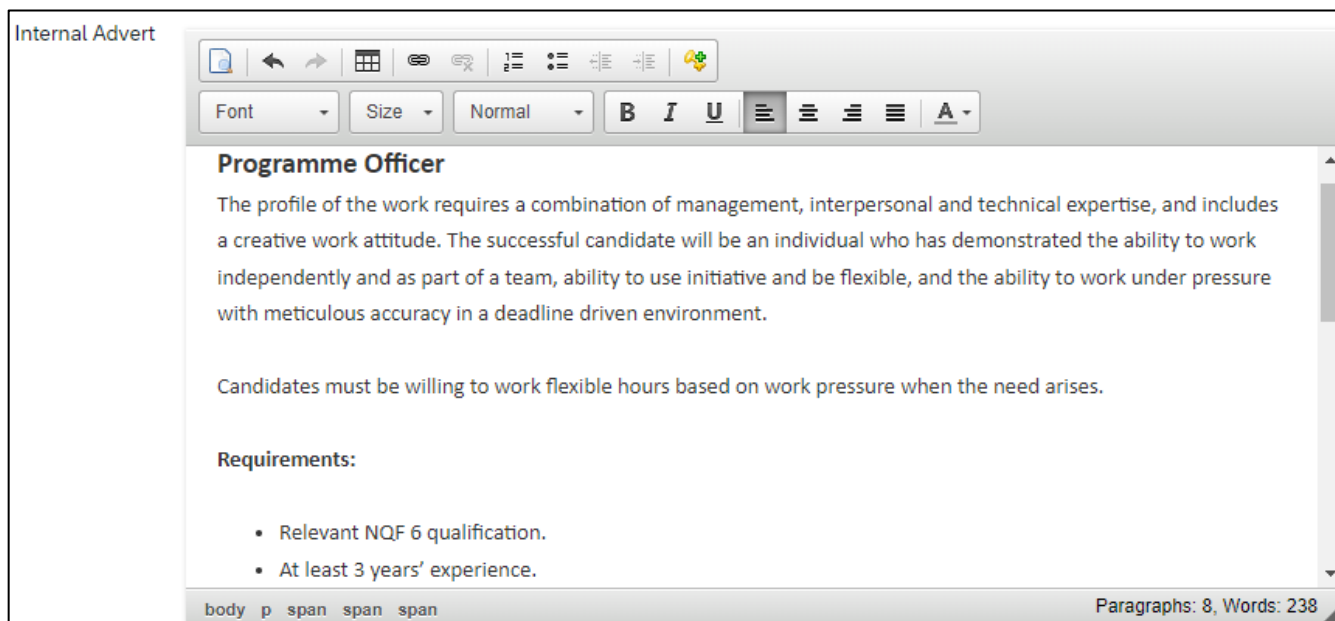 Internal Advert
Font Size Normal B I U A
Programme Officer
The profile of the work requires a combination of management, interpersonal and technical expertise, and includes
a creative work attitude. The successful candidate will be an individual who has demonstrated the ability to work
independently and as part of a team, ability to use initiative and be flexible, and the ability to work under pressure
with meticulous accuracy in a deadline driven environment.
Candidates must be willing to work flexible hours based on work pressure when the need arises.
Requirements:
• Relevant NQF 6 qualification.
• At least 3 years’ experience.
body p span span span Paragraphs: 8, Words: 238